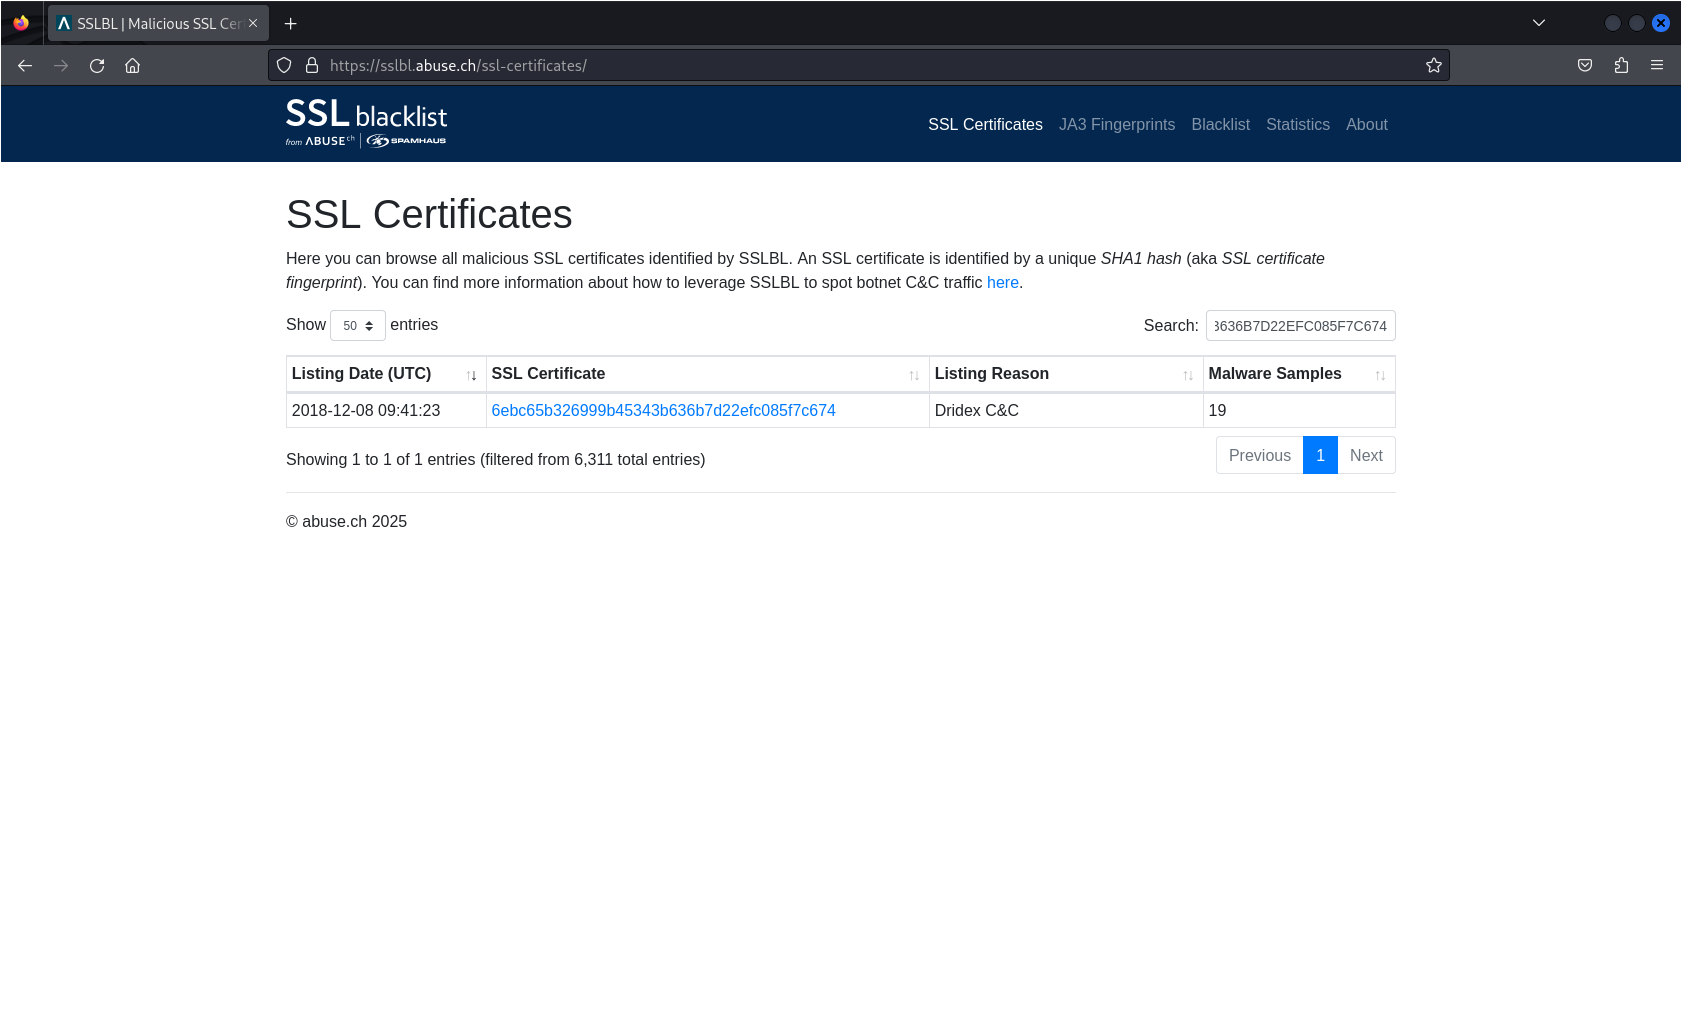 SSLBL | Malicious SSL Cer
https://sslbl.abuse.ch/ssl-certificates/
SSL blacklist
from ABUSE ch | SPAMHAUS
SSL Certificates JA3 Fingerprints Blacklist Statistics About
SSL Certificates
Here you can browse all malicious SSL certificates identified by SSLBL. An SSL certificate is identified by a unique SHA1 hash (aka SSL certificate
fingerprint). You can find more information about how to leverage SSLBL to spot botnet C&C traffic here.
Show 50 entries
Search: 3636B7D22EFC085F7C674
Listing Date (UTC) SSL Certificate Listing Reason Malware Samples
2018-12-08 09:41:23 6ebc65b326999b45343b636b7d22efc085f7c674 Dridex C&C 19
Showing 1 to 1 of 1 entries (filtered from 6,311 total entries)
Previous 1 Next
© abuse.ch 2025